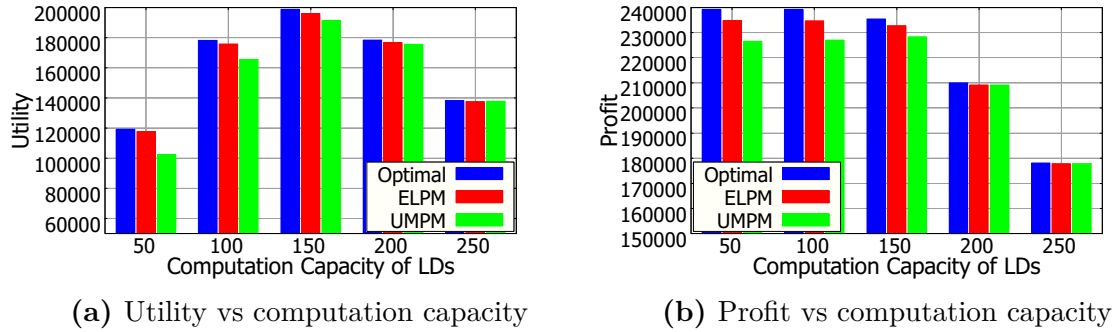 200000
180000
160000
140000
120000
100000
80000
60000
Utility
Optimal
ELPM
UMPM
50 100 150 200 250
Computation Capacity of LDs
(a) Utility vs computation capacity
240000
230000
220000
210000
200000
190000
180000
170000
160000
150000
Profit
Optimal
ELPM
UMPM
50 100 150 200 250
Computation Capacity of LDs
(b) Profit vs computation capacity